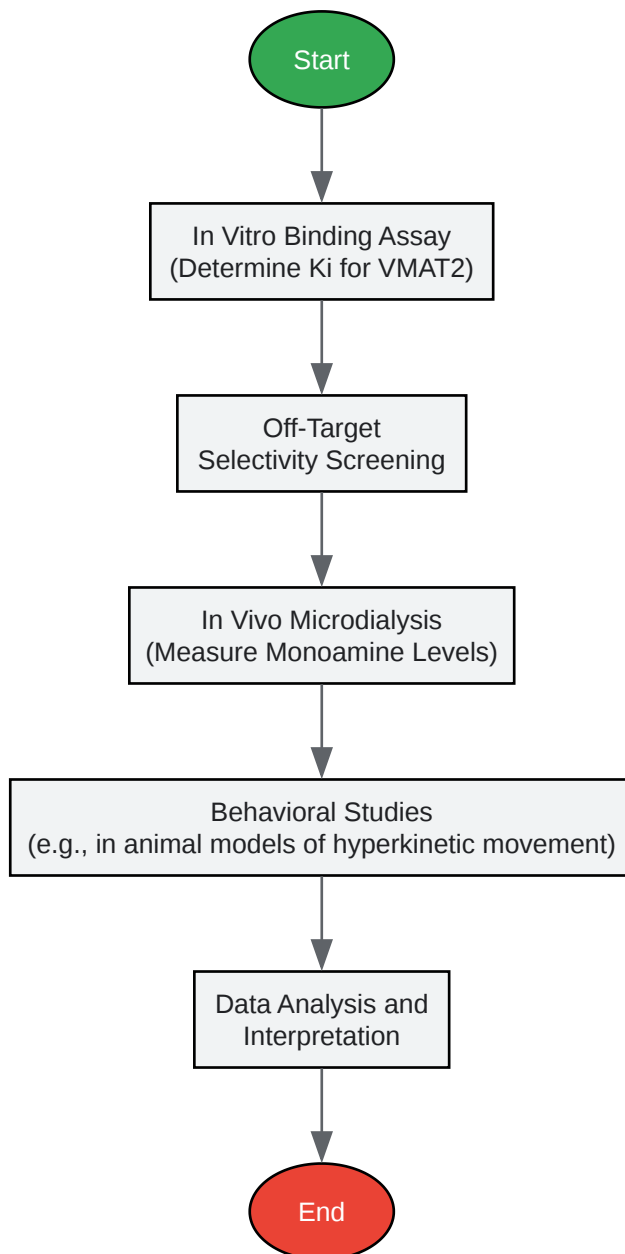 Start
In Vitro Binding Assay
(Determine Ki for VMAT2)
Off-Target
Selectivity Screening
In Vivo Microdialysis
(Measure Monoamine Levels)
Behavioral Studies
(e.g., in animal models of hyperkinetic movement)
Data Analysis and
Interpretation
End